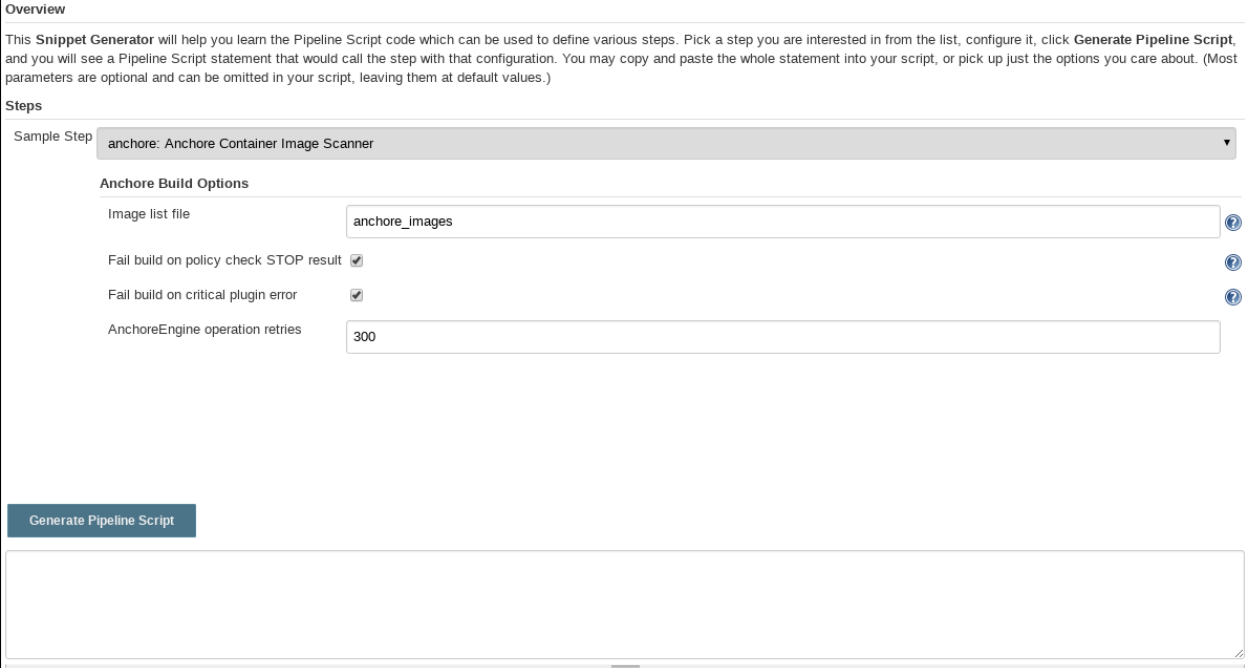 Overview
This Snippet Generator will help you learn the Pipeline Script code which can be used to define various steps. Pick a step you are interested in from the list, configure it, click Generate Pipeline Script,
and you will see a Pipeline Script statement that would call the step with that configuration. You may copy and paste the whole statement into your script, or pick up just the options you care about. (Most
parameters are optional and can be omitted in your script, leaving them at default values.)
Steps
Sample Step anchore: Anchore Container Image Scanner
Anchore Build Options
Image list file anchore_images
Fail build on policy check STOP result
Fail build on critical plugin error
AnchoreEngine operation retries 300
Generate Pipeline Script